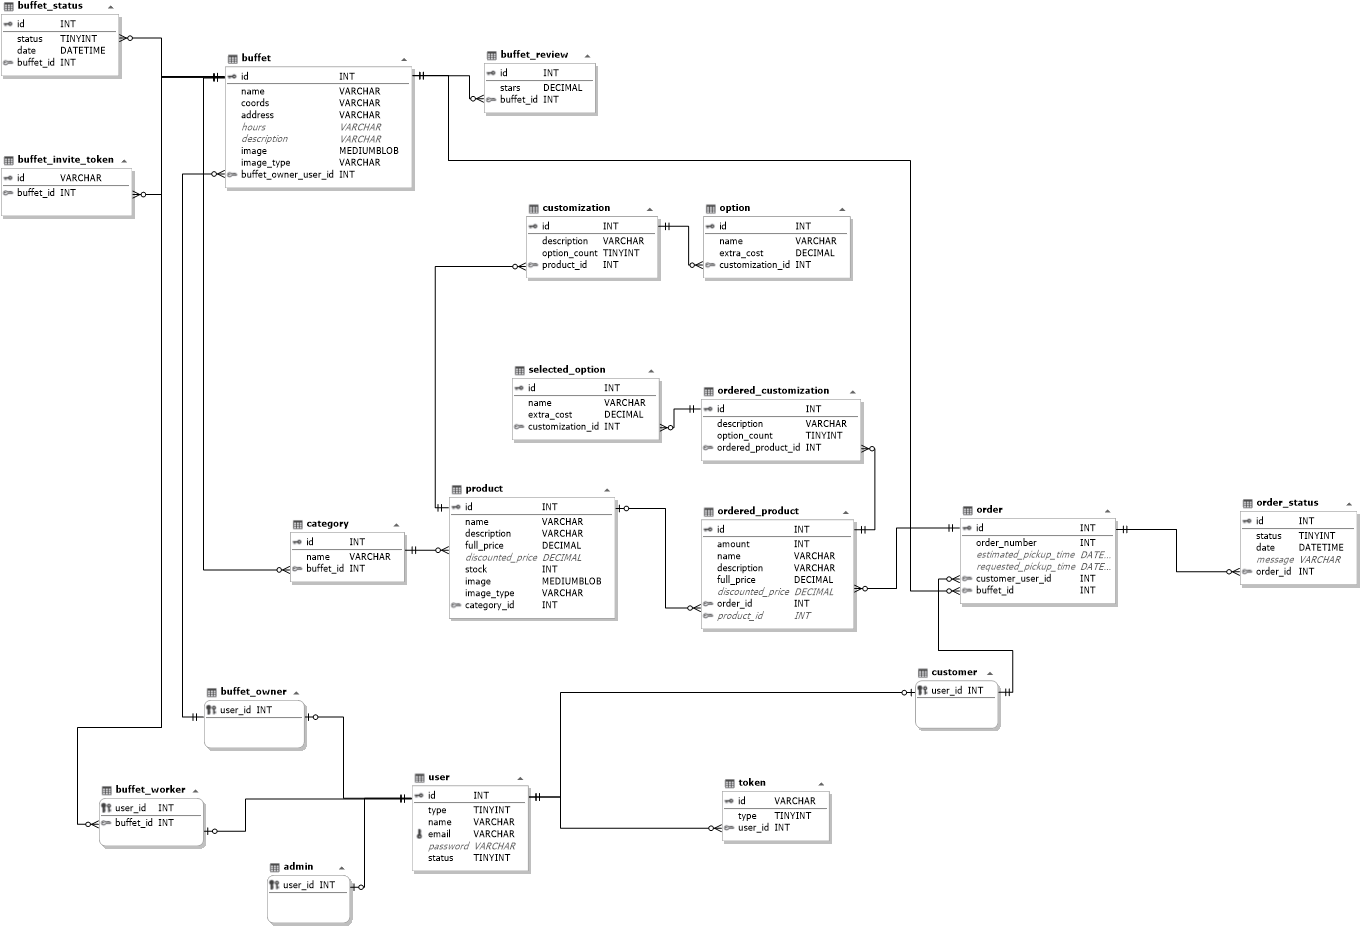 buffet_status
id INT
status TINYINT
date DATETIME
buffet_id INT
buffet
id INT
name VARCHAR
coords VARCHAR
address VARCHAR
hours VARCHAR
description VARCHAR
image MEDIUMBLOB
image_type VARCHAR
buffet_owner_user_id INT
buffet_review
id INT
stars DECIMAL
buffet_id INT
buffet_invite_token
id VARCHAR
buffet_id INT
customization
id INT
description VARCHAR
option_count TINYINT
product_id INT
option
id INT
name VARCHAR
extra_cost DECIMAL
customization_id INT
selected_option
id INT
name VARCHAR
extra_cost DECIMAL
customization_id INT
ordered_customization
id INT
description VARCHAR
option_count TINYINT
ordered_product_id INT
category
id INT
name VARCHAR
buffet_id INT
product
id INT
name VARCHAR
description VARCHAR
full_price DECIMAL
discounted_price DECIMAL
stock INT
image MEDIUMBLOB
image_type VARCHAR
category_id INT
ordered_product
id INT
amount INT
name VARCHAR
description VARCHAR
full_price DECIMAL
discounted_price DECIMAL
order_id INT
product_id INT
order
id INT
order_number INT
estimated_pickup_time DATE...
requested_pickup_time DATE...
customer_user_id INT
buffet_id INT
order_status
id INT
status TINYINT
date DATETIME
message VARCHAR
order_id INT
buffet_owner
user_id INT
customer
user_id INT
buffet_worker
user_id INT
buffet_id INT
user
id INT
type TINYINT
name VARCHAR
email VARCHAR
password VARCHAR
status TINYINT
token
id VARCHAR
type TINYINT
user_id INT
admin
user_id INT